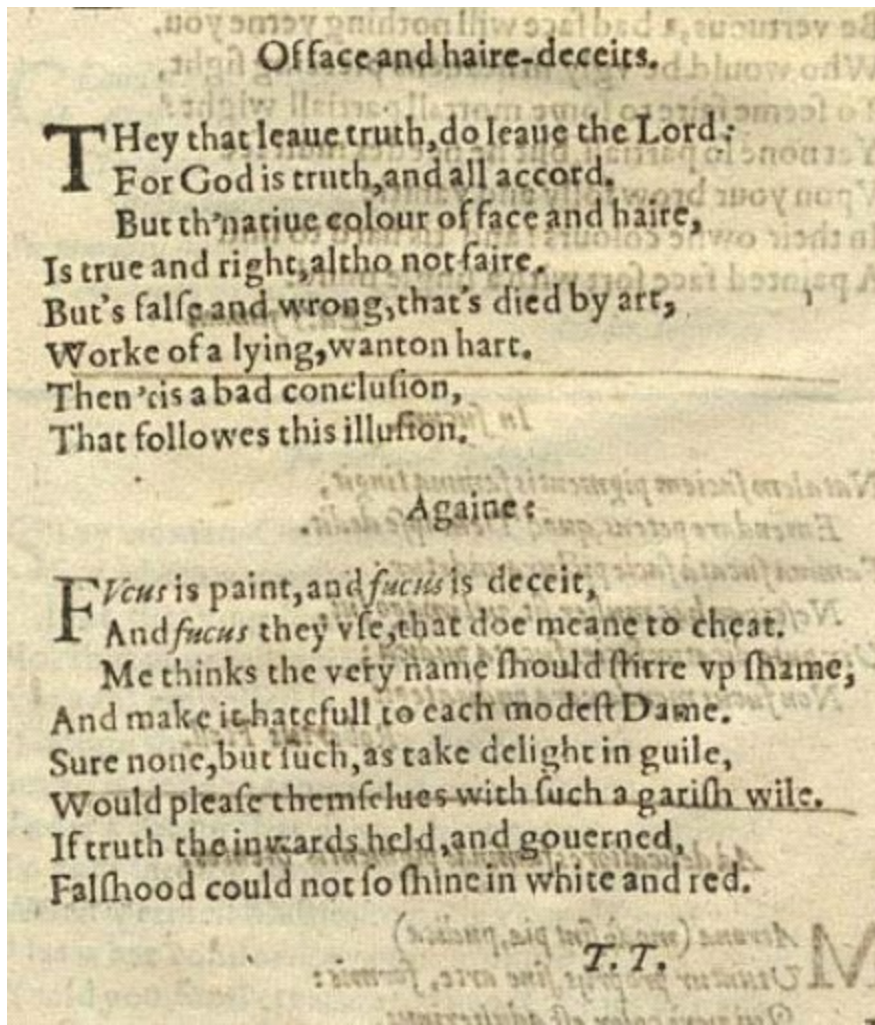 Of face and haire-deceits.
THey that leaue truth, do leaue the Lord:
For God is truth, and all accord.
But th'natiue colour of face and haire,
Is true and right, altho not faire.
But's falſe and wrong, that's died by art,
Worke of a lying, wanton hart.
Then 'tis a bad concluſion,
That followes this illuſion.
Againe:
FVcus is paint, and fucus is deceit,
And fucus they vſe, that doe meane to cheat.
Me thinks the very name ſhould ſtirre vp ſhame,
And make it hatefull to each modeſt Dame.
Sure none, but ſuch, as take delight in guile,
Would pleaſe themſelues with ſuch a gariſh wile.
If truth the inwards held, and gouerned,
Falſhood could not ſo ſhine in white and red.
T. T.